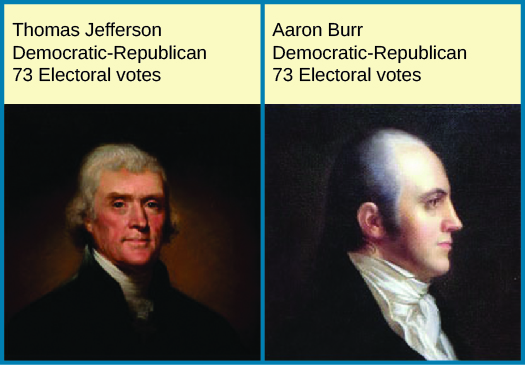 Thomas Jefferson
Democratic-Republican
73 Electoral votes
Aaron Burr
Democratic-Republican
73 Electoral votes